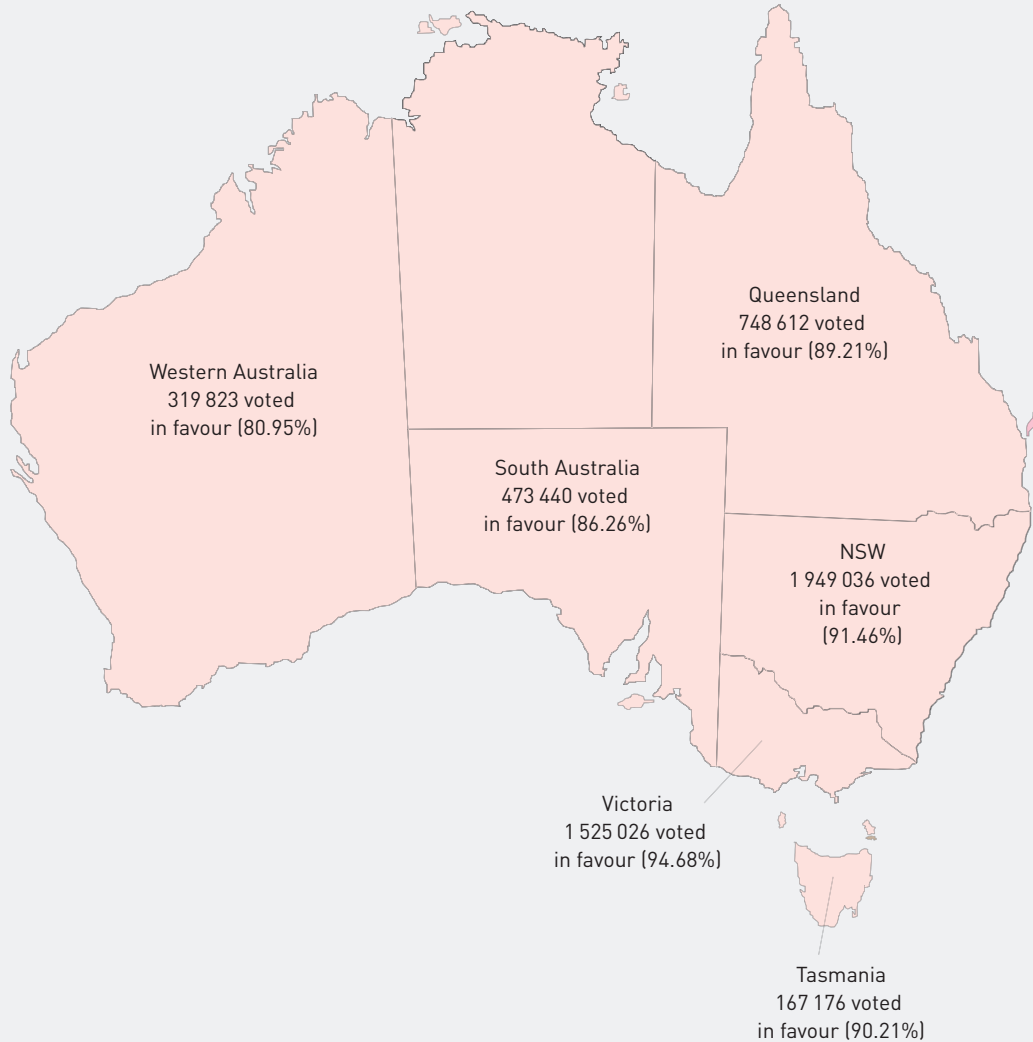 Queensland
748 612 voted
in favour (89.21%)
Western Australia
319 823 voted
in favour (80.95%)
South Australia
473 440 voted
in favour (86.26%)
NSW
1 949 036 voted
in favour
(91.46%)
Victoria
1 525 026 voted
in favour (94.68%)
Tasmania
167 176 voted
in favour (90.21%)